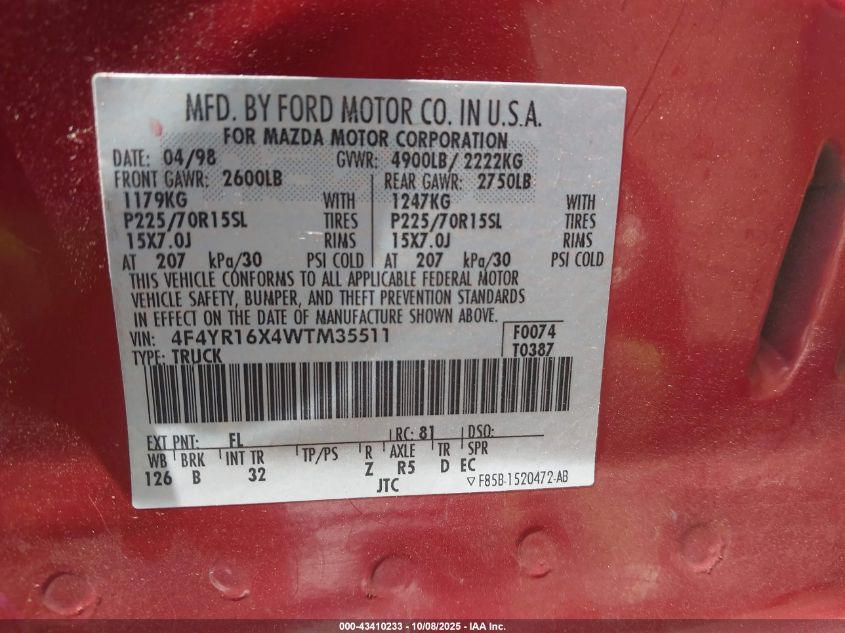 MFD. BY FORD MOTOR CO. IN U.S.A.
FOR MAZDA MOTOR CORPORATION
DATE: 04/98 GVWR: 4900LB/ 2222KG
FRONT GAWR: 2600LB REAR GAWR: 2750LB
1179KG WITH 1247KG WITH
P225/70R15SL TIRES P225/70R15SL TIRES
15X7.0J RIMS 15X7.0J RIMS
AT 207 kPa/30 PSI COLD AT 207 kPa/30 PSI COLD
THIS VEHICLE CONFORMS TO ALL APPLICABLE FEDERAL MOTOR
VEHICLE SAFETY, BUMPER, AND THEFT PREVENTION STANDARDS
IN EFFECT ON THE DATE OF MANUFACTURE SHOWN ABOVE.
VIN: 4F4YR16X4WTM35511 F0074
TYPE: TRUCK T0387
EXT PNT: FL RC: 81 DSO:
WB BRK INT TR TP/PS R AXLE TR SPR
126 B 32 Z R5 D EC
JTC ▽ F85B-1520472-AB
000-43410233 - 10/08/2025 - IAA Inc.